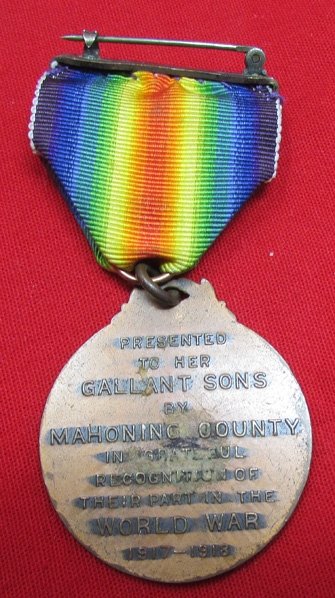 PRESENTED
TO HER
GALLANT SONS
BY
MAHONING COUNTY
IN GRATEFUL
RECOGNITION OF
THEIR PART IN THE
WORLD WAR
1917-1918